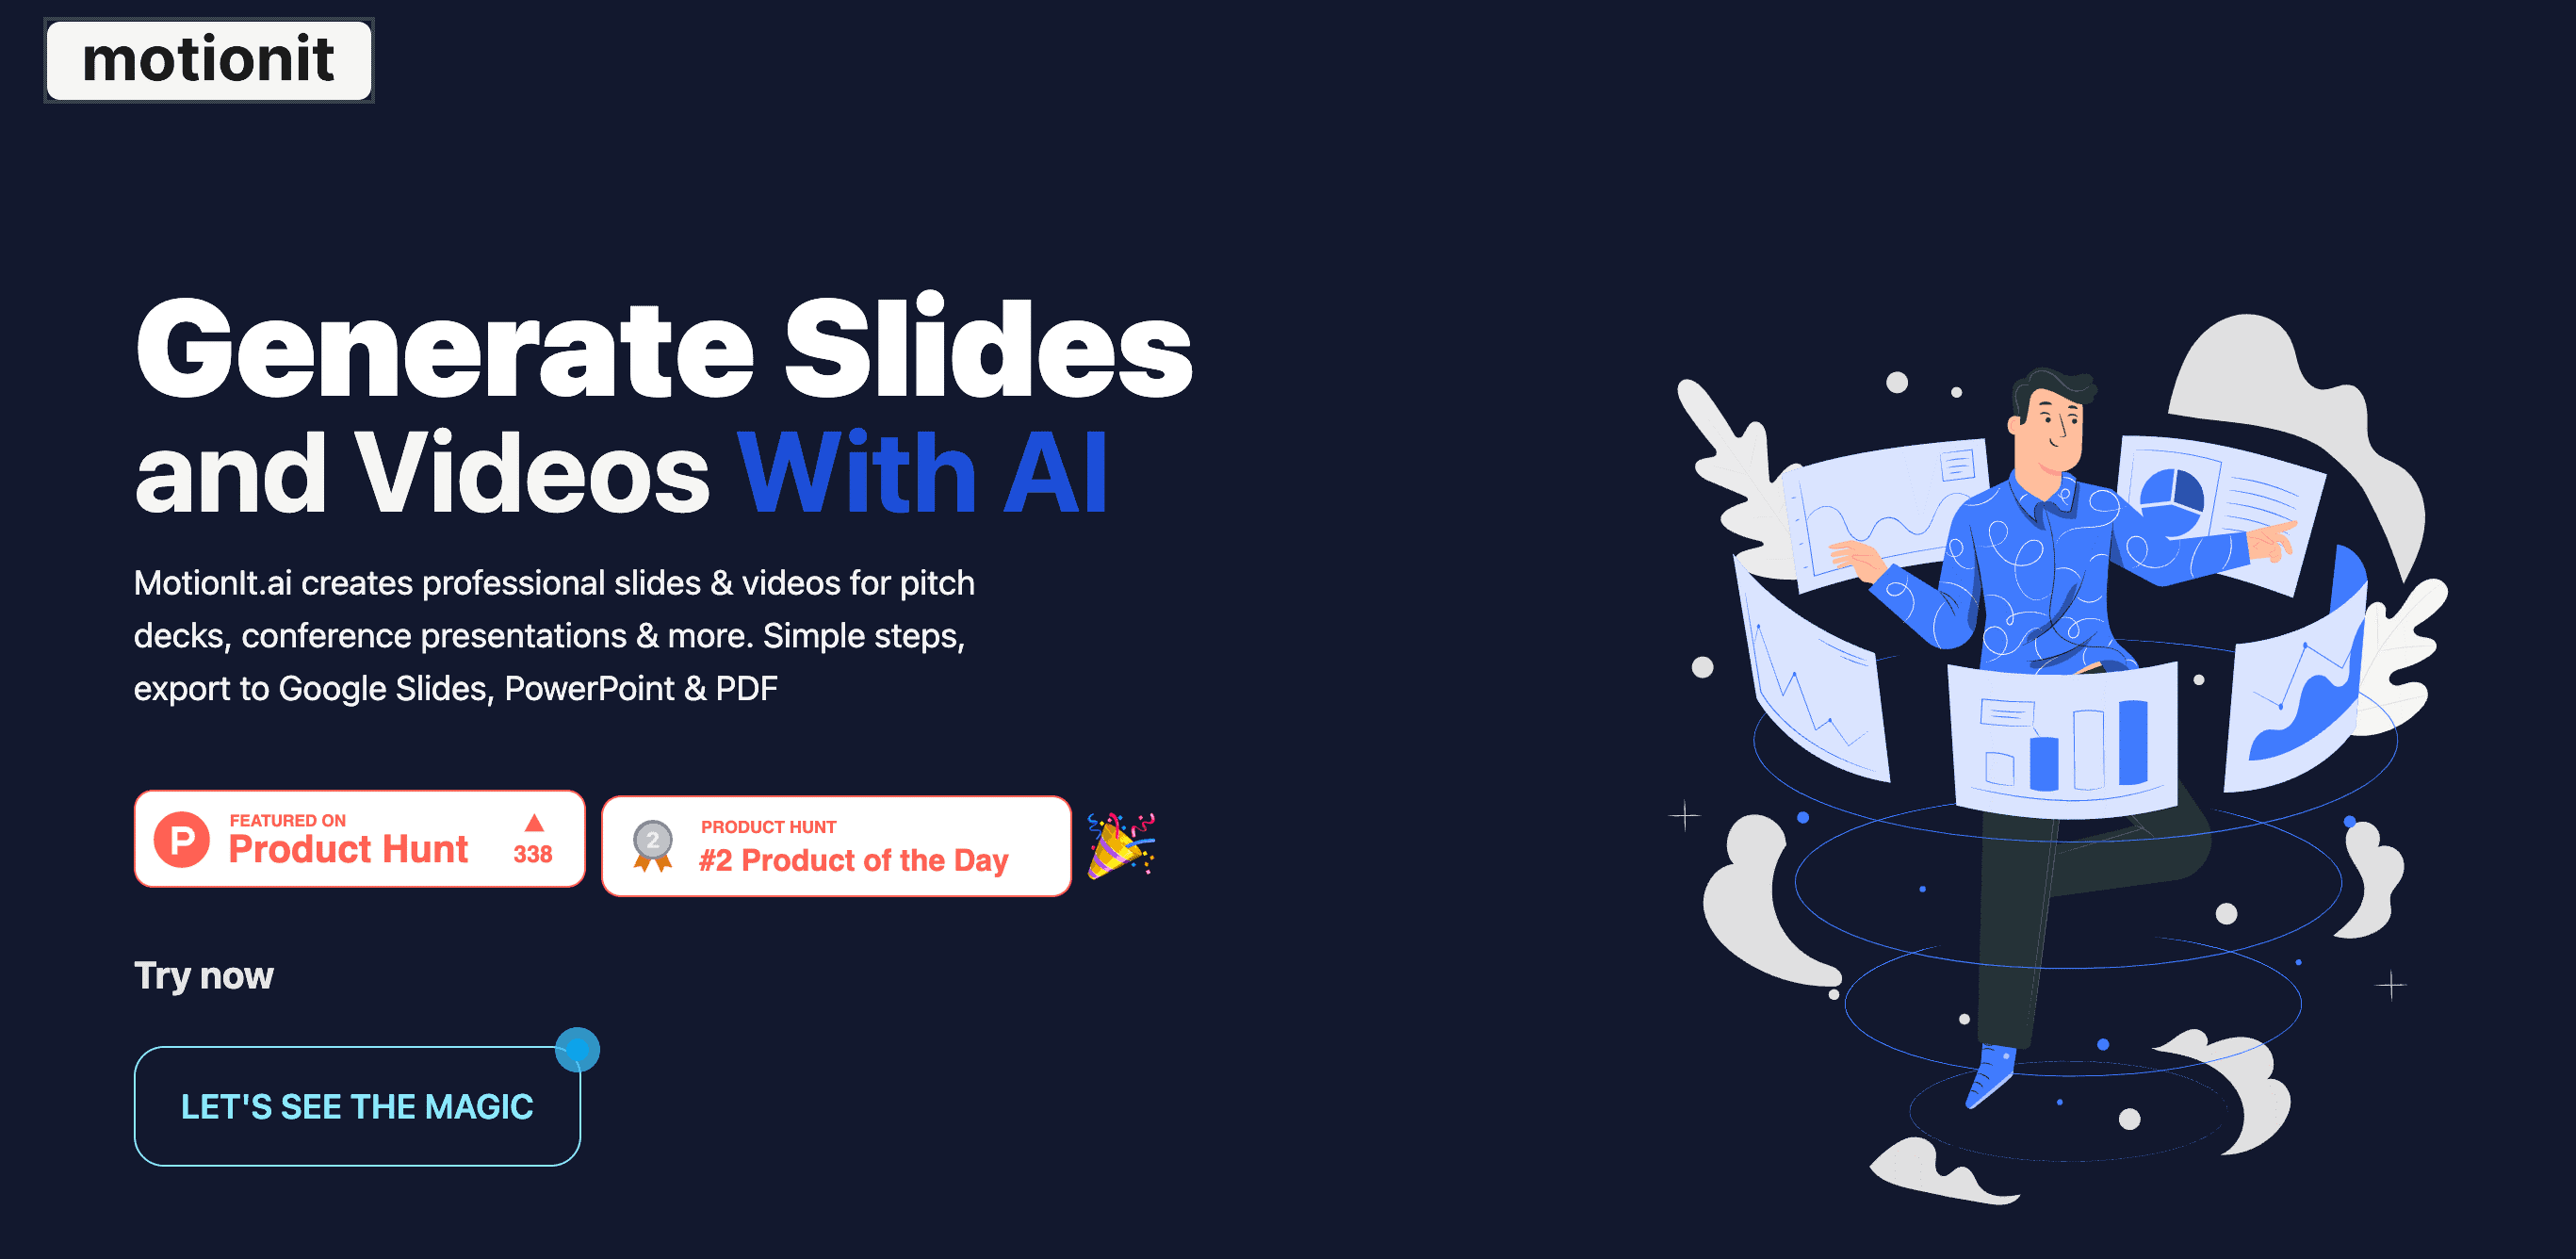 motionit
Generate Slides
and Videos With AI
MotionIt.ai creates professional slides & videos for pitch
decks, conference presentations & more. Simple steps,
export to Google Slides, PowerPoint & PDF
P
FEATURED ON
Product Hunt
338
2
PRODUCT HUNT
#2 Product of the Day
Try now
LET'S SEE THE MAGIC